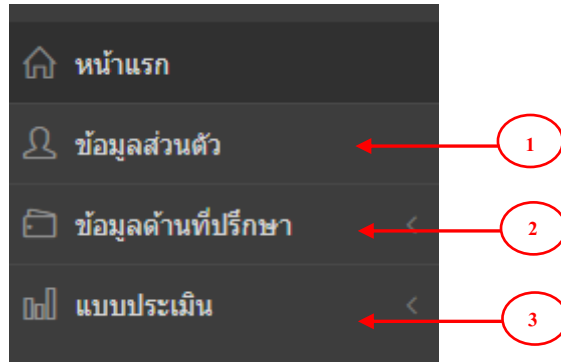 หน้าแรก
ข้อมูลส่วนตัว
1
ข้อมูลด้านที่ปรึกษา
2
แบบประเมิน
3